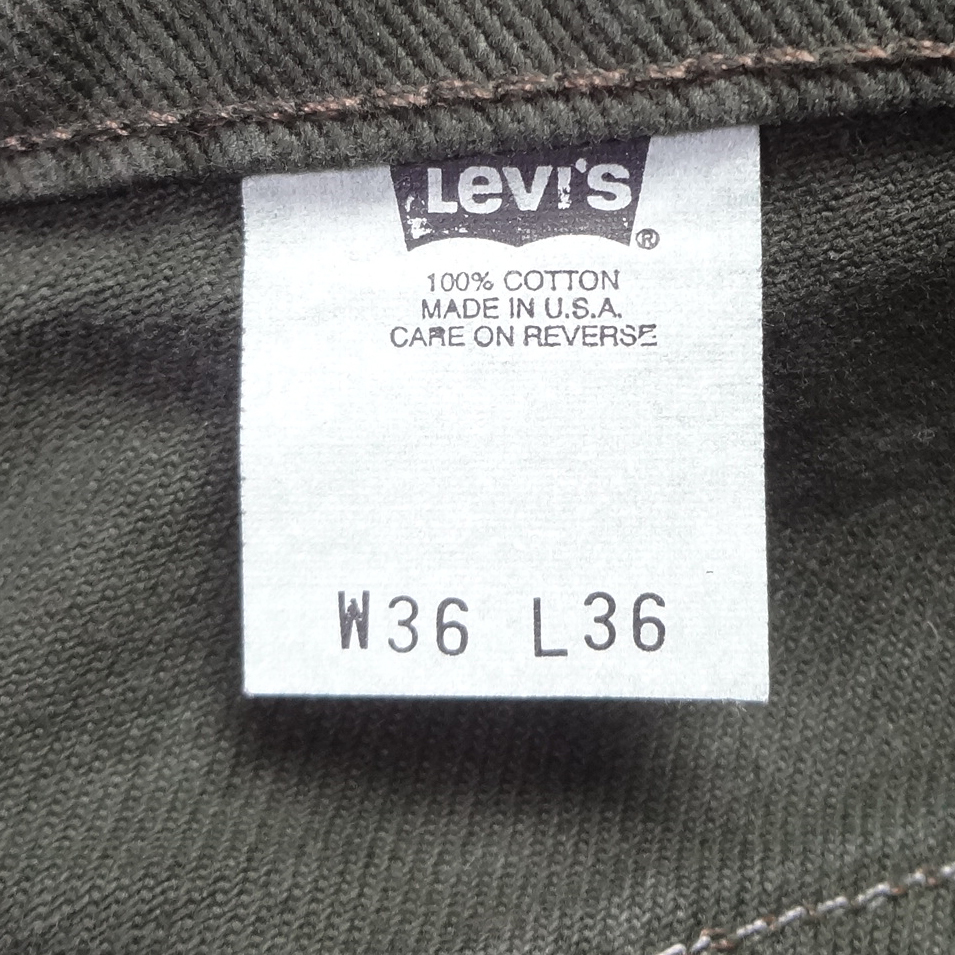 Levi's ®
100% COTTON
MADE IN U.S.A.
CARE ON REVERSE
W36 L36